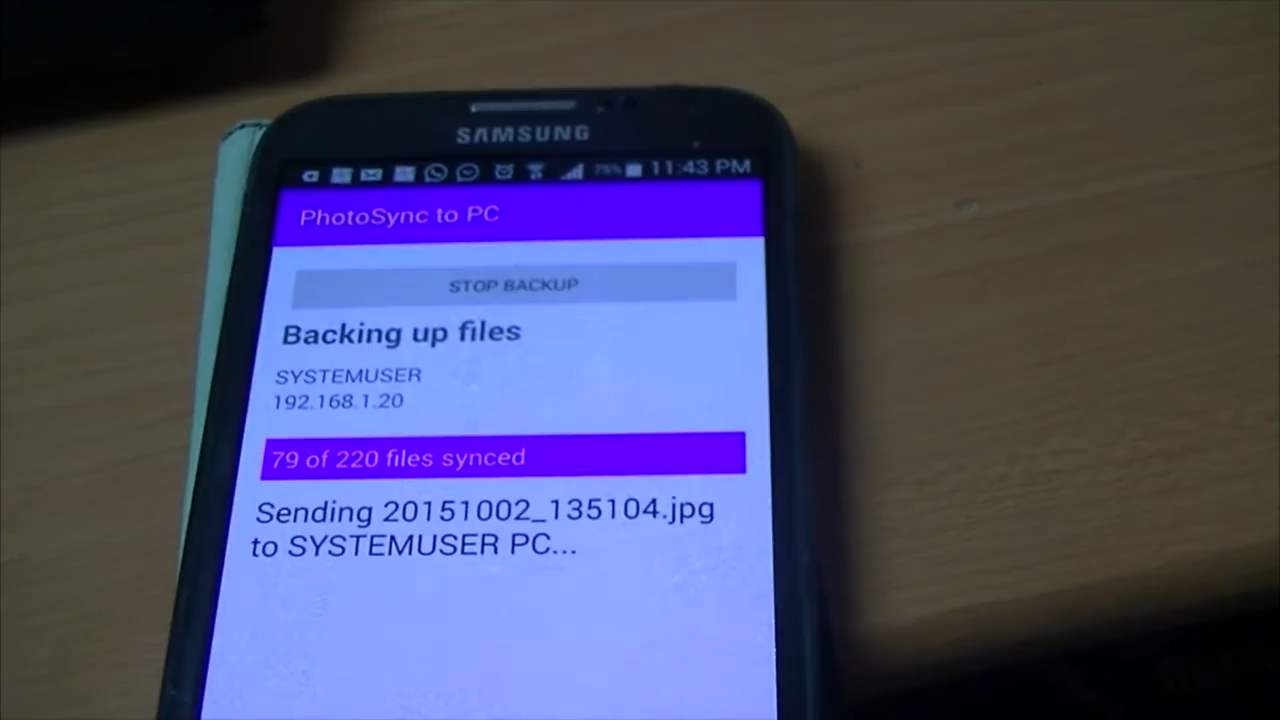 SAMSUNG
75% 11:43 PM
PhotoSync to PC
STOP BACKUP
Backing up files
SYSTEMUSER
192.168.1.20
79 of 220 files synced
Sending 20151002_135104.jpg
to SYSTEMUSER PC...